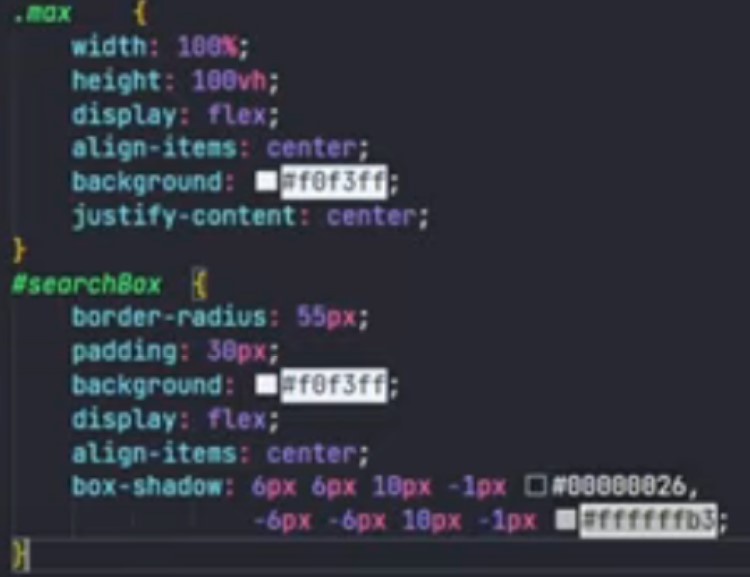 .max    {
    width: 100%;
    height: 100vh;
    display: flex;
    align-items: center;
    background: #f0f3ff;
    justify-content: center;
}
#searchBox  {
    border-radius: 55px;
    padding: 30px;
    background: #f0f3ff;
    display: flex;
    align-items: center;
    box-shadow: 6px 6px 10px -1px #00000026,
                -6px -6px 10px -1px #ffffffb3;
}